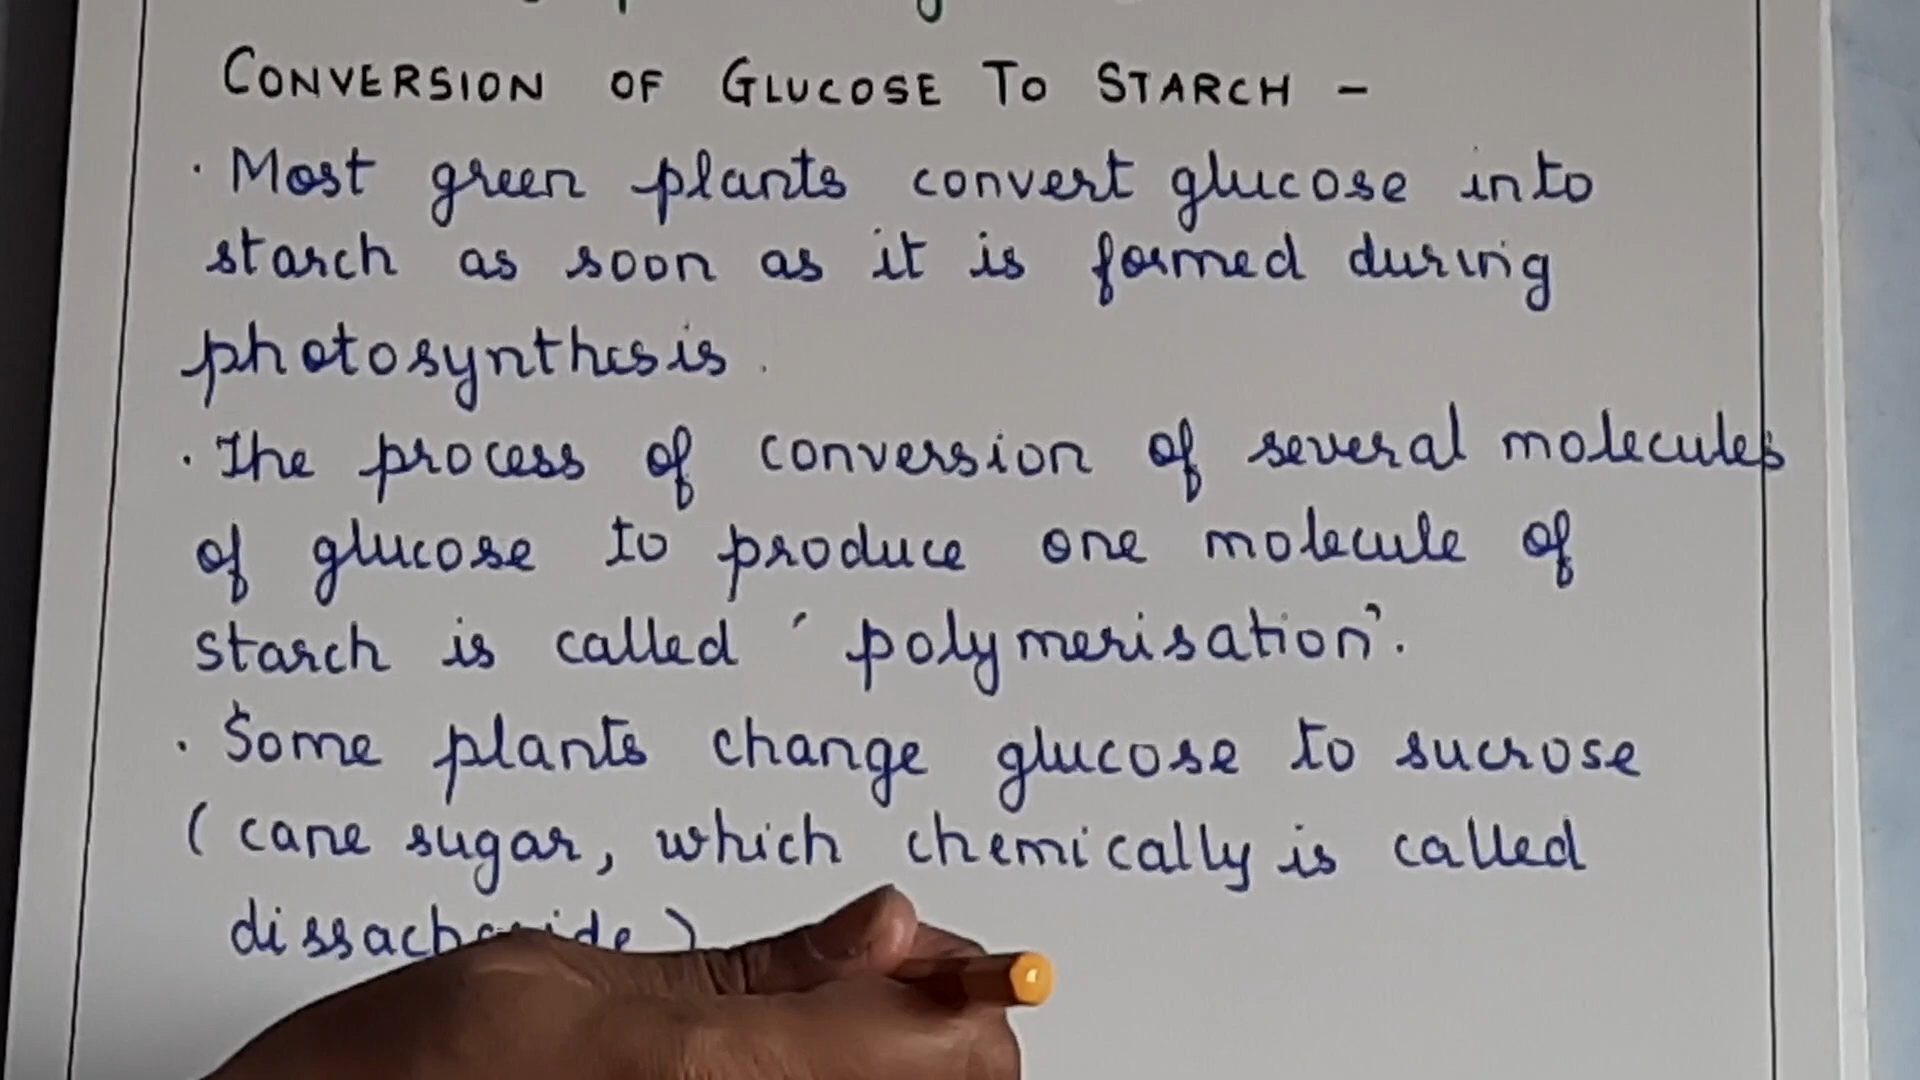 CONVERSION OF GLUCOSE TO STARCH -
· Most green plants convert glucose into
starch as soon as it is formed during
photosynthesis.
· The process of conversion of several molecules
of glucose to produce one molecule of
starch is called 'polymerisation'.
· Some plants change glucose to sucrose
( cane sugar, which chemically is called